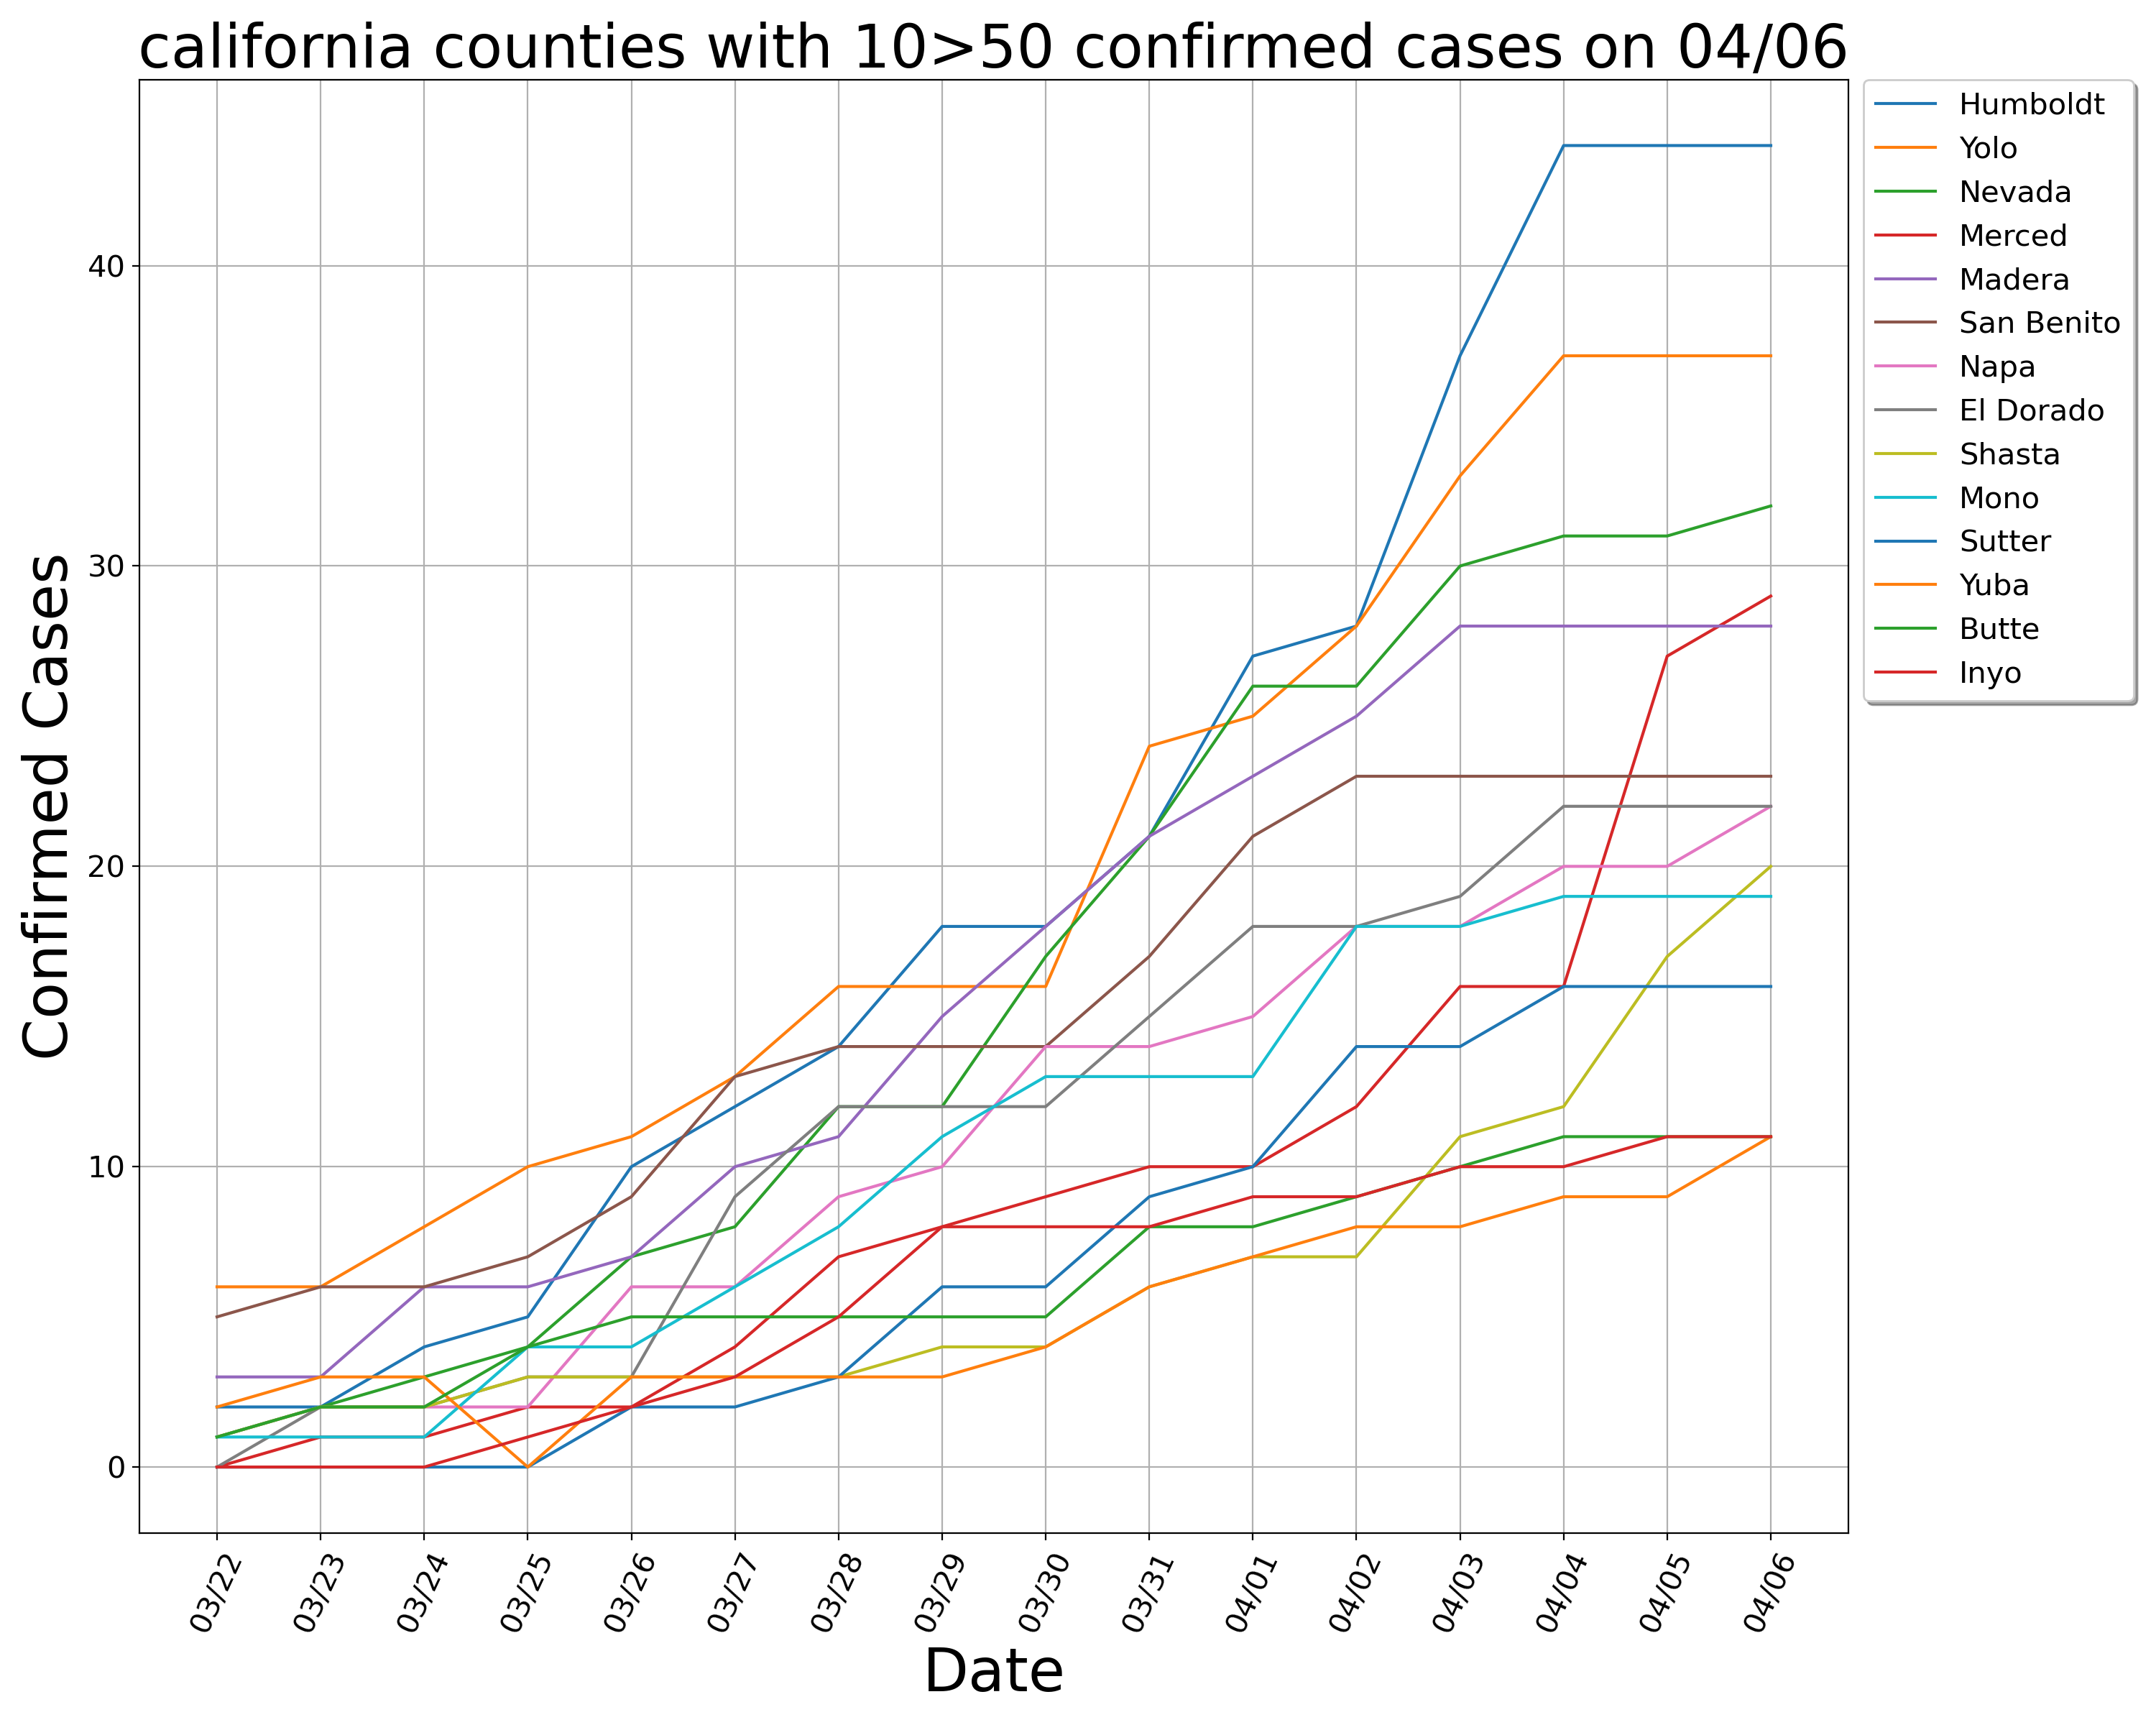 california counties with 10>50 confirmed cases on 04/06
Humboldt
Yolo
Nevada
Merced
Madera
San Benito
Napa
El Dorado
Shasta
Mono
Sutter
Yuba
Butte
Inyo
Confirmed Cases
40
30
20
10
0
03/22
03/23
03/24
03/25
03/26
03/27
03/28
03/29
03/30
03/31
04/01
04/02
04/03
04/04
04/05
04/06
Date